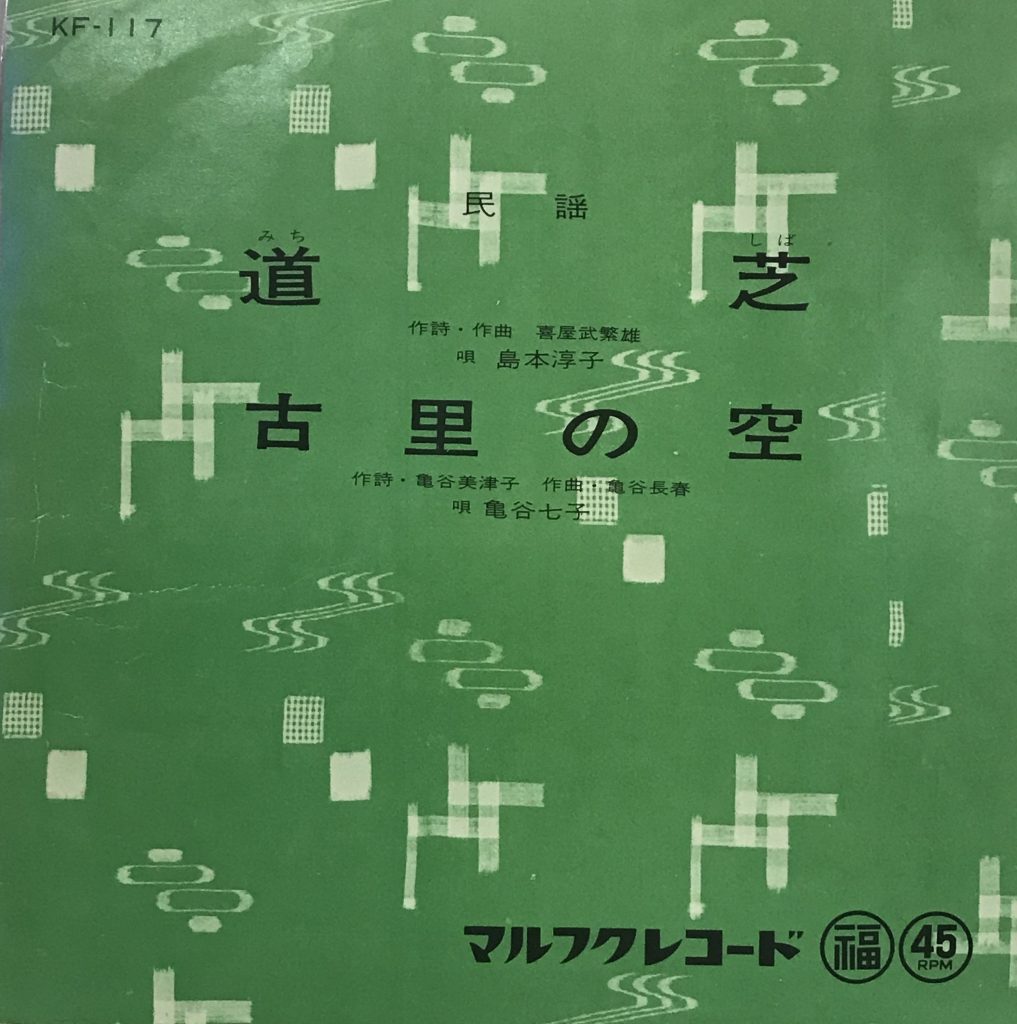 KF-117
民謡
みち しば
道芝
作詩・作曲 喜屋武繁雄
唄 島本淳子
古里の空
作詩・亀谷美津子 作曲・亀谷長春
唄 亀谷七子
マルフクレコード 福 45 RPM